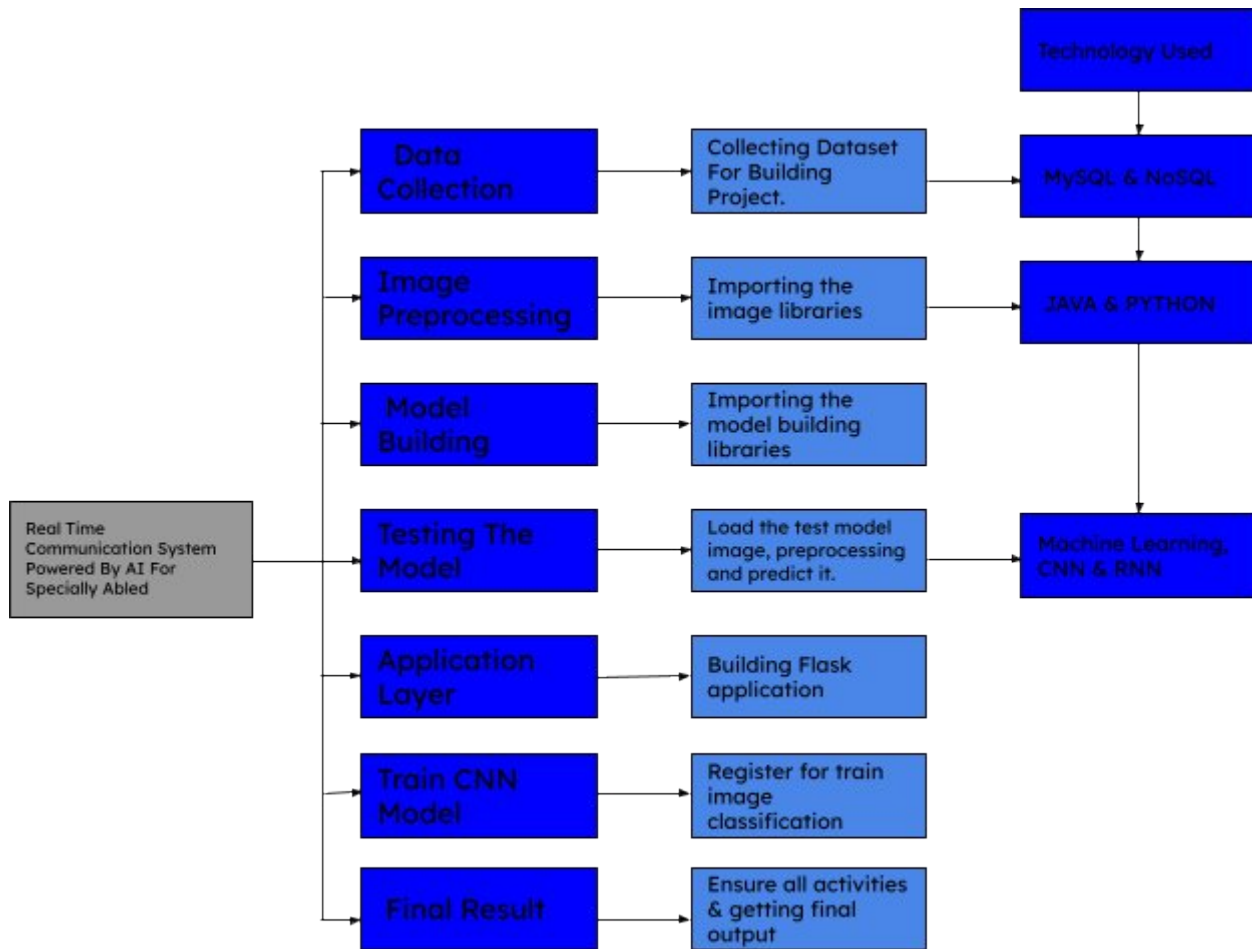 Technology Used
Data
Collection
Collecting Dataset
For Building
Project.
MySQL & NoSQL
Image
Preprocessing
Importing the
image libraries
JAVA & PYTHON
Model
Building
Importing the
model building
libraries
Real Time
Communication System
Powered By AI For
Specially Abled
Testing The
Model
Load the test model
image, preprocessing
and predict it.
Machine Learning,
CNN & RNN
Application
Layer
Building Flask
application
Train CNN
Model
Register for train
image
classification
Final Result
Ensure all activities
& getting final
output